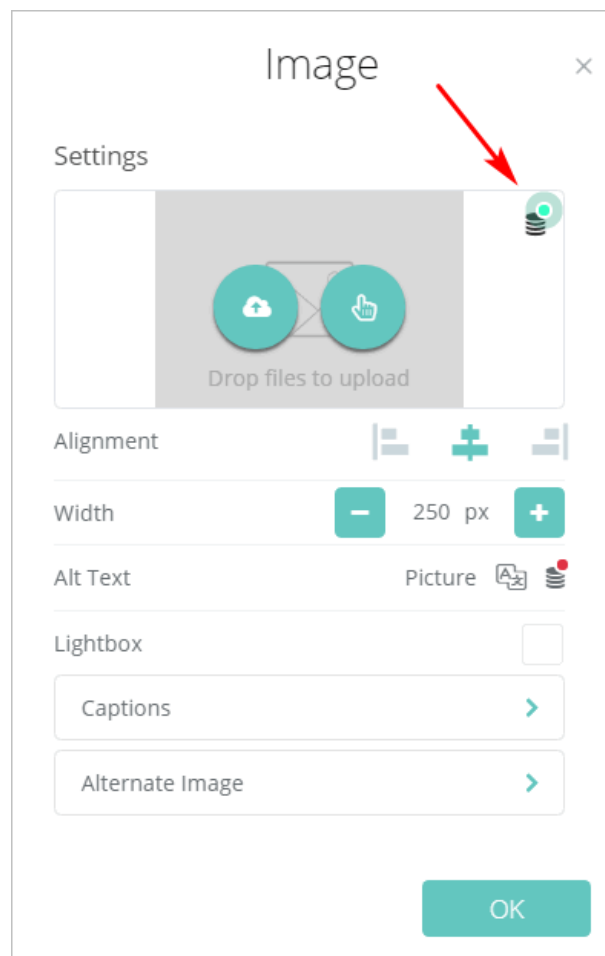 Image
Settings
Drop files to upload
Alignment
Width 250 px
Alt Text Picture
Lightbox
Captions
Alternate Image
OK